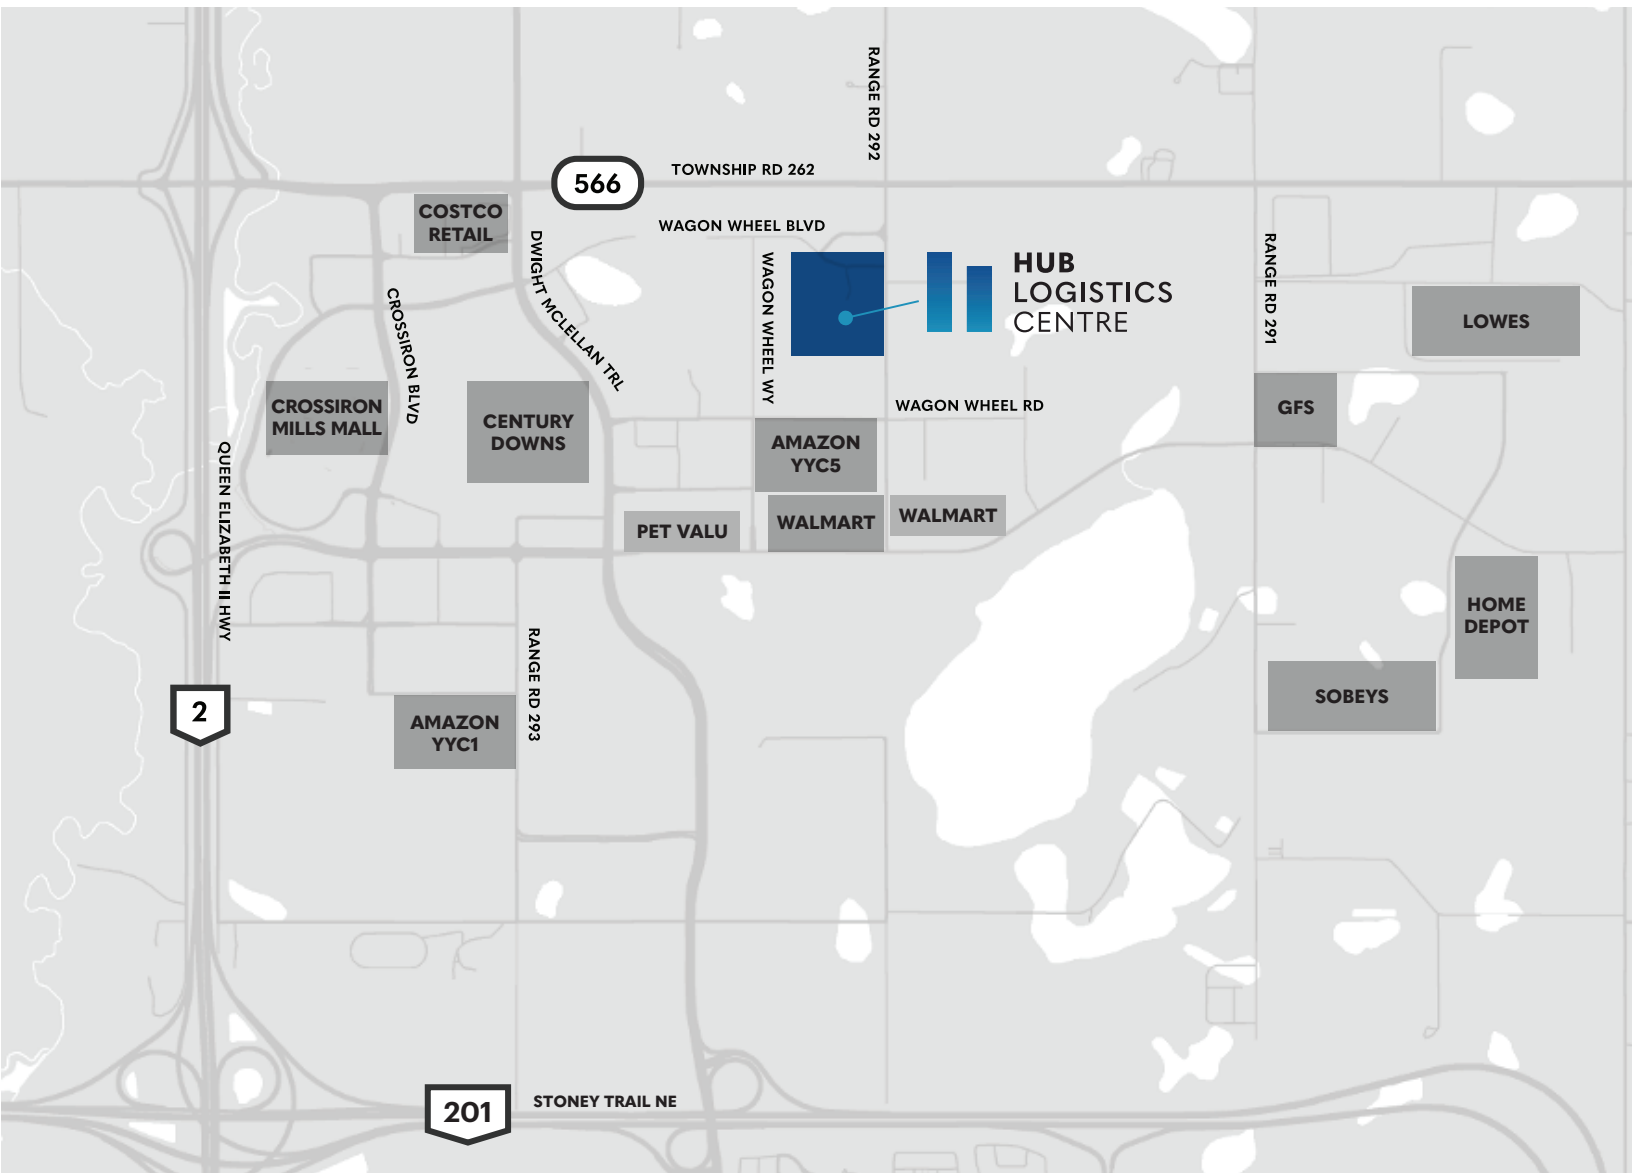 RANGE RD 292
TOWNSHIP RD 262
566
COSTCO
RETAIL
WAGON WHEEL BLVD
DWIGHT MCLELLAN TRL
WAGON WHEEL WY
HUB
LOGISTICS
CENTRE
RANGE RD 291
LOWES
CROSSIRON BLVD
CROSSIRON
MILLS MALL
CENTURY
DOWNS
WAGON WHEEL RD
GFS
AMAZON
YYC5
QUEEN ELIZABETH II HWY
PET VALU
WALMART
WALMART
HOME
DEPOT
RANGE RD 293
SOBEYS
2
AMAZON
YYC1
201
STONEY TRAIL NE